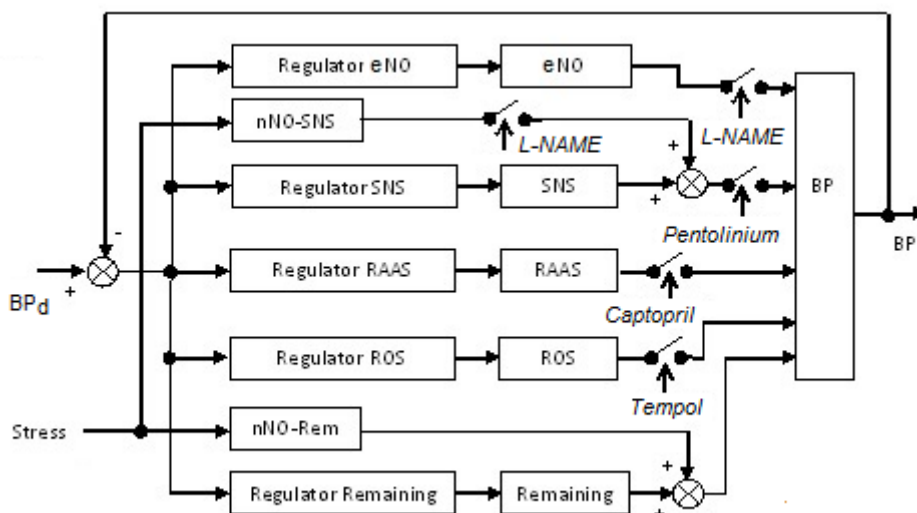 Regulator eNO
eNO
nNO-SNS
L-NAME
L-NAME
+
Regulator SNS
SNS
+
BP
Pentolinium
-
BP
BPd
+
Regulator RAAS
RAAS
Captopril
Regulator ROS
ROS
Tempol
Stress
nNO-Rem
+
Regulator Remaining
Remaining
+